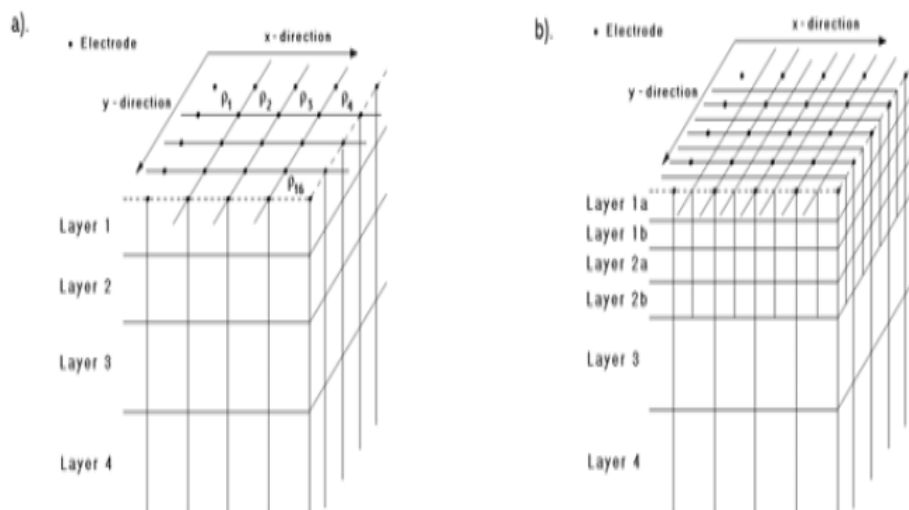 a).
• Electrode
x-direction
y-direction
ρ1 ρ2 ρ3 ρ4
ρ16
Layer 1
Layer 2
Layer 3
Layer 4
b).
• Electrode
x-direction
y-direction
Layer 1a
Layer 1b
Layer 2a
Layer 2b
Layer 3
Layer 4